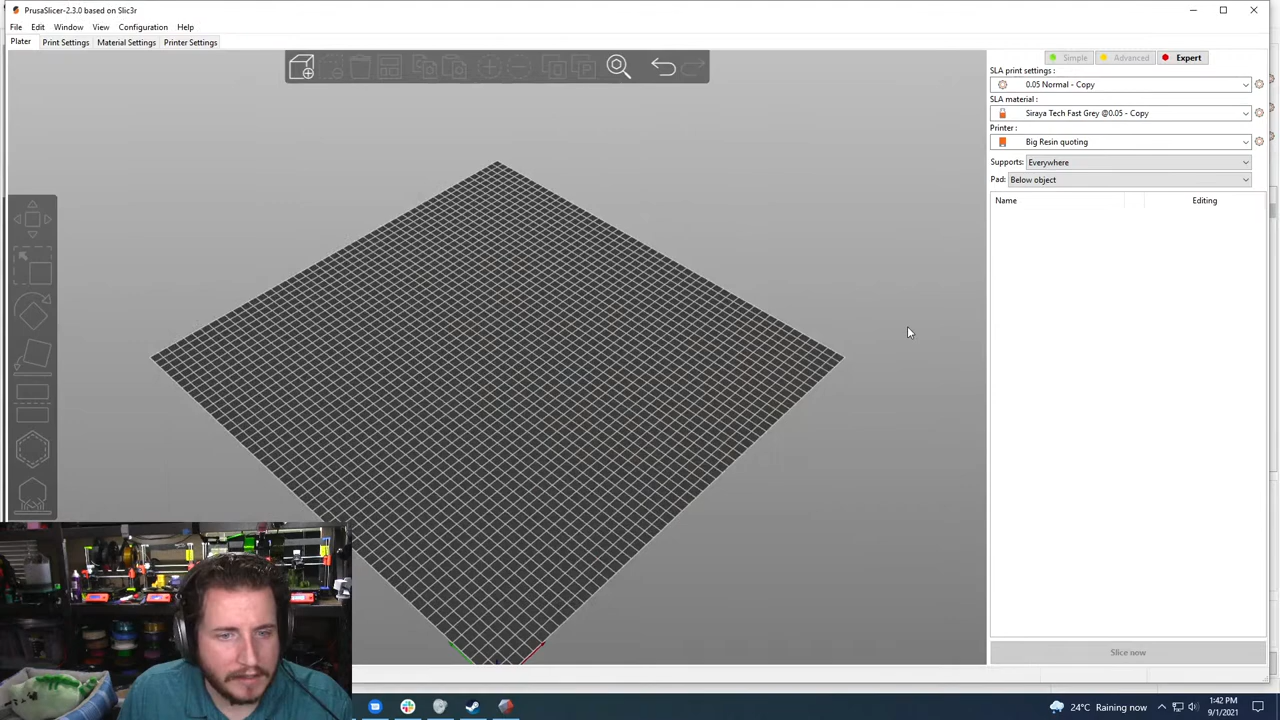 PrusaSlicer-2.3.0 based on Slic3r
File Edit Window View Configuration Help
Plater Print Settings Material Settings Printer Settings
Simple Advanced Expert
SLA print settings :
0.05 Normal - Copy
SLA material :
Siraya Tech Fast Grey @0.05 - Copy
Printer :
Big Resin quoting
Supports: Everywhere
Pad: Below object
Name Editing
Slice now
24°C Raining now
1:42 PM
9/1/2021